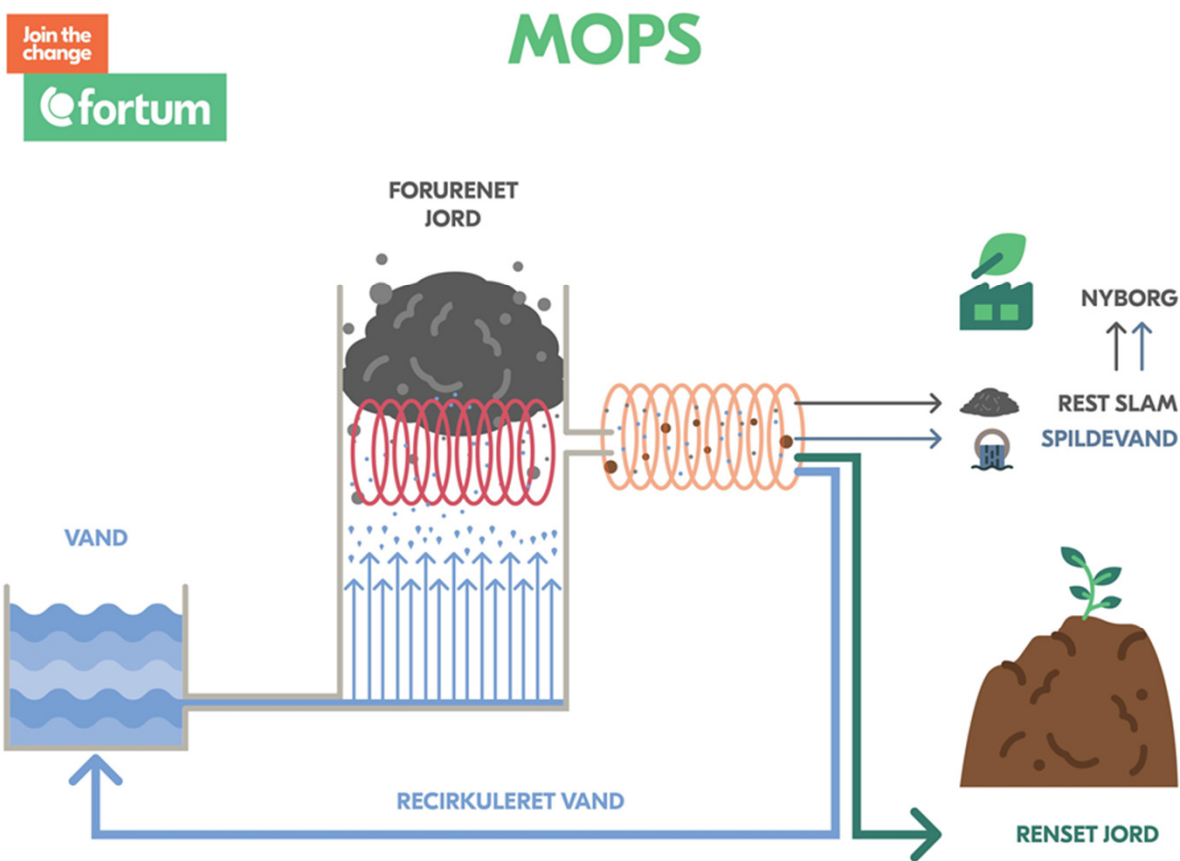 Join the
change
fortum
MOPS
FORURENET
JORD
NYBORG
REST SLAM
SPILDEVAND
VAND
RECIRKULERET VAND
RENSET JORD